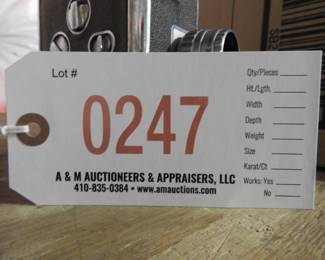 Lot #
0247
Qty/Pieces
Ht./Lgth.
Width
Depth
Weight
Size
Karat/Ct
Works: Yes
No
A & M AUCTIONEERS & APPRAISERS, LLC
410-835-0384 • www.amauctions.com